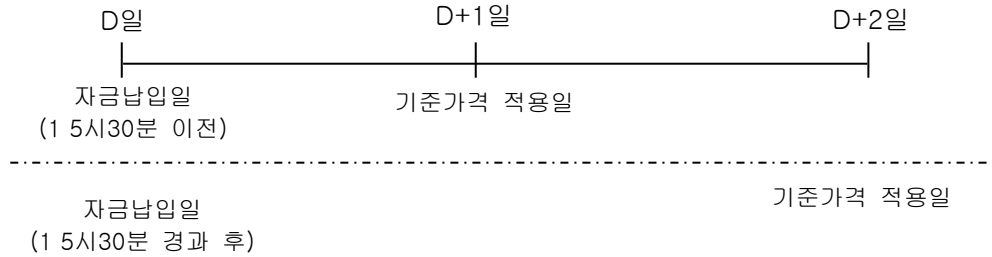 D일 D+1일 D+2일
자금납입일 기준가격 적용일
(1 5시30분 이전)
자금납입일 기준가격 적용일
(1 5시30분 경과 후)